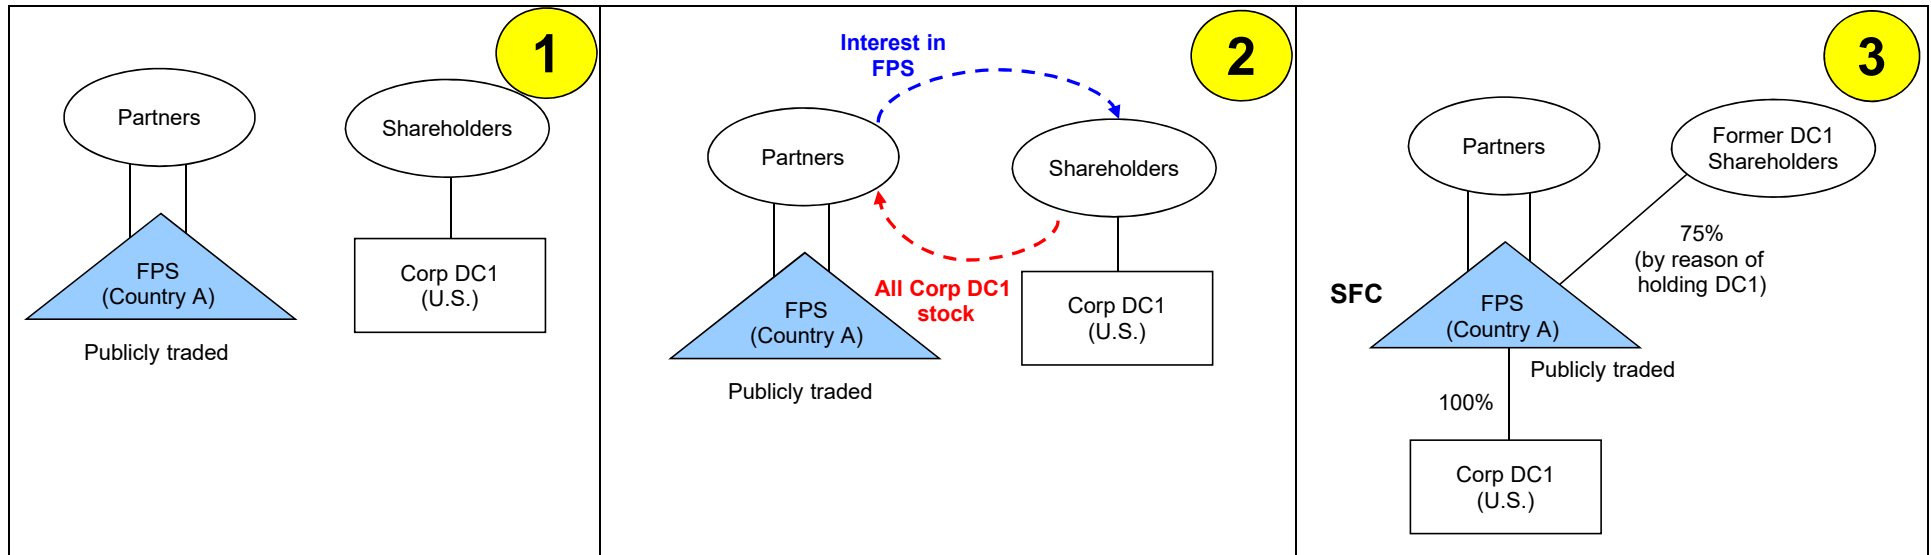 1
Partners
Shareholders
FPS
(Country A)
Corp DC1
(U.S.)
Publicly traded
2
Interest in
FPS
Partners
Shareholders
All Corp DC1
stock
FPS
(Country A)
Corp DC1
(U.S.)
Publicly traded
3
Partners
Former DC1
Shareholders
75%
(by reason of
holding DC1)
SFC
FPS
(Country A)
Publicly traded
100%
Corp DC1
(U.S.)